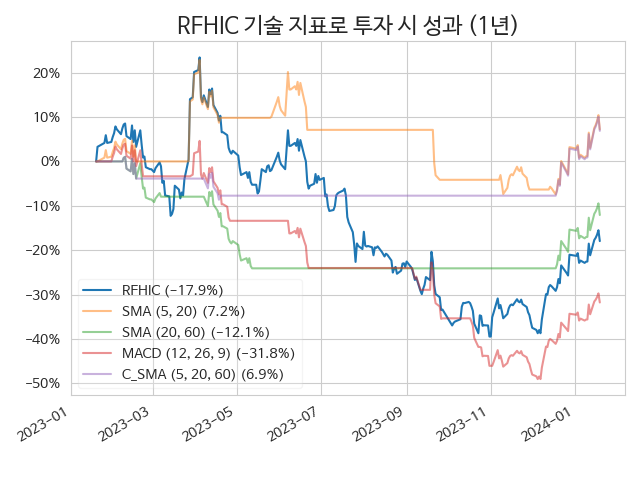 RFHIC 기술 지표로 투자 시 성과 (1년)
20%
10%
0%
−10%
−20%
−30%
−40%
−50%
RFHIC (−17.9%)
SMA (5, 20) (7.2%)
SMA (20, 60) (−12.1%)
MACD (12, 26, 9) (−31.8%)
C_SMA (5, 20, 60) (6.9%)
2023−01
2023−03
2023−05
2023−07
2023−09
2023−11
2024−01